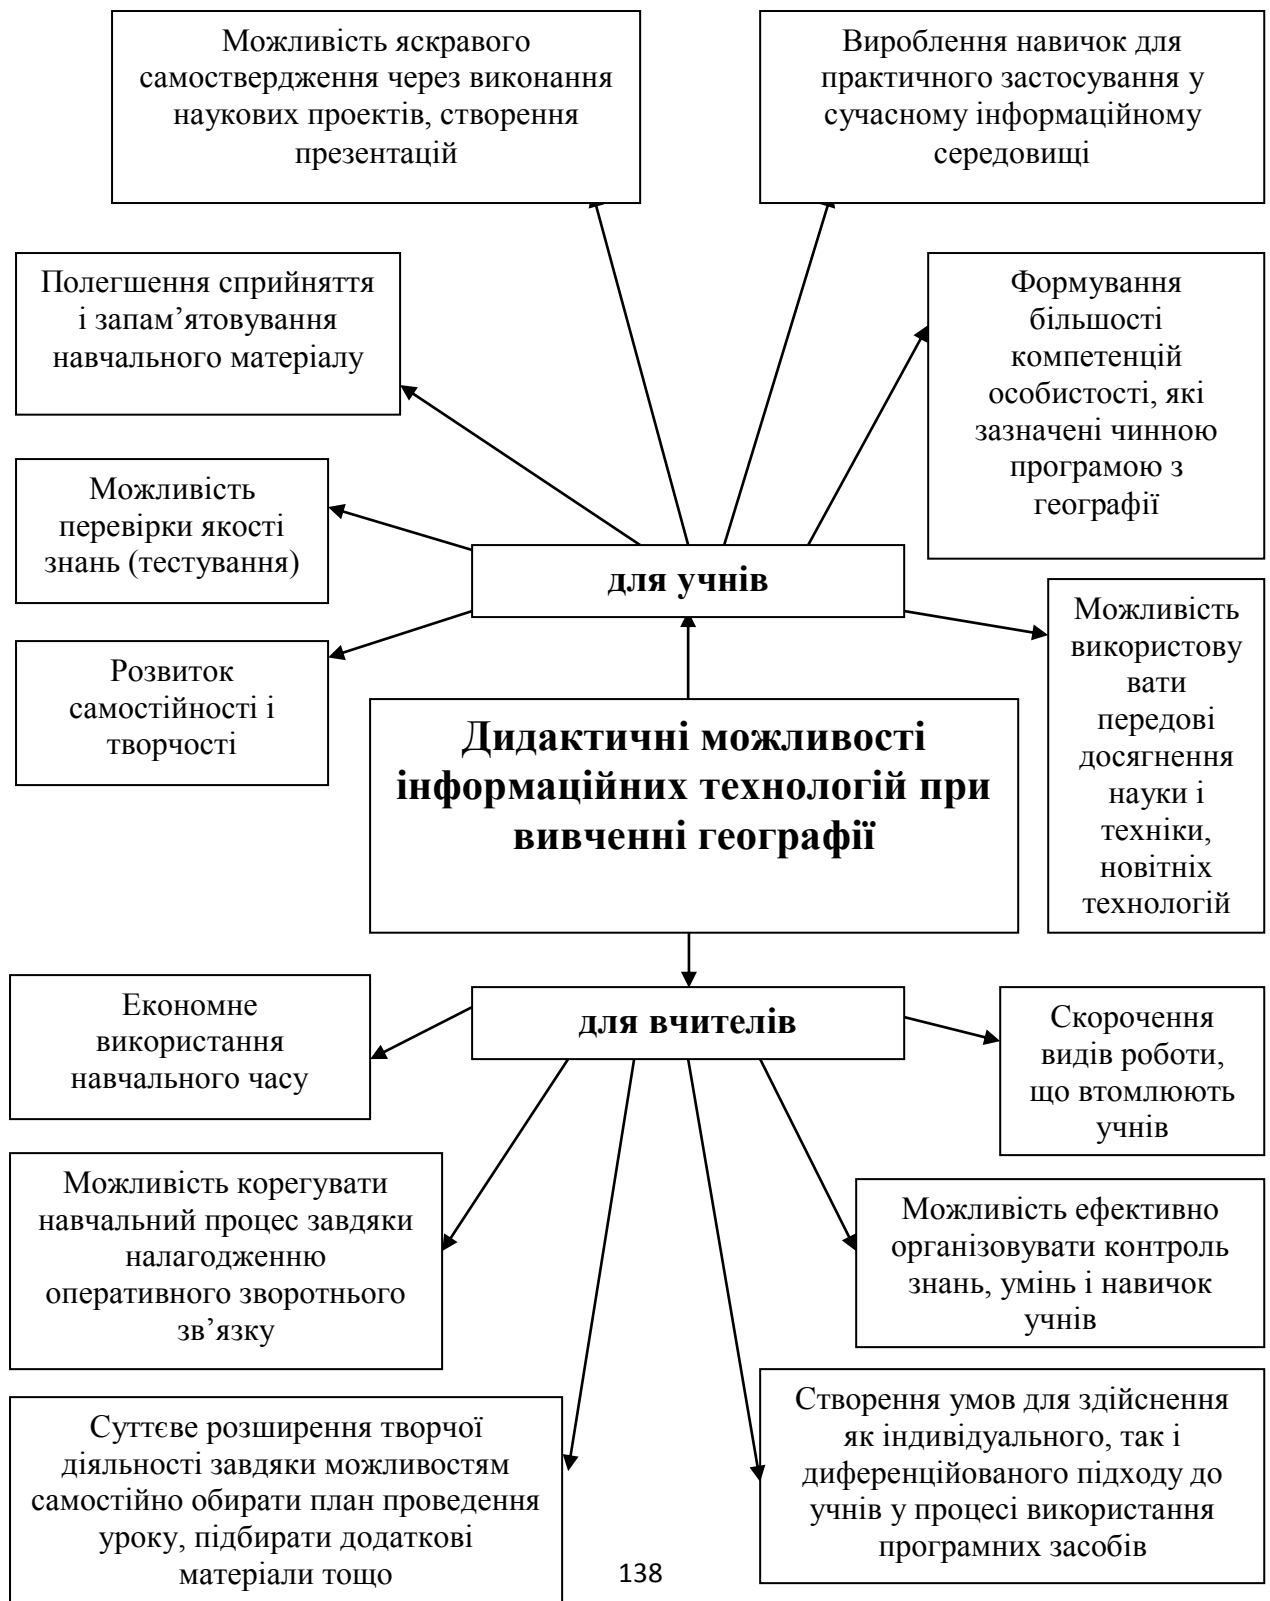 Можливість яскравого
самоствердження через виконання
наукових проектів, створення
презентацій
Вироблення навичок для
практичного застосування у
сучасному інформаційному
середовищі
Полегшення сприйняття
і запам’ятовування
навчального матеріалу
Формування
більшості
компетенцій
особистості, які
зазначені чинною
програмою з
географії
Можливість
перевірки якості
знань (тестування)
для учнів
Можливість
використову
вати
передові
досягнення
науки і
техніки,
новітніх
технологій
Розвиток
самостійності і
творчості
Дидактичні можливості
інформаційних технологій при
вивченні географії
Економне
використання
навчального часу
для вчителів
Скорочення
видів роботи,
що втомлюють
учнів
Можливість корегувати
навчальний процес завдяки
налагодженню
оперативного зворотнього
зв’язку
Можливість ефективно
організовувати контроль
знань, умінь і навичок
учнів
Суттєве розширення творчої
діяльності завдяки можливостям
самостійно обирати план проведення
уроку, підбирати додаткові
матеріали тощо
Створення умов для здійснення
як індивідуального, так і
диференційованого підходу до
учнів у процесі використання
програмних засобів
138